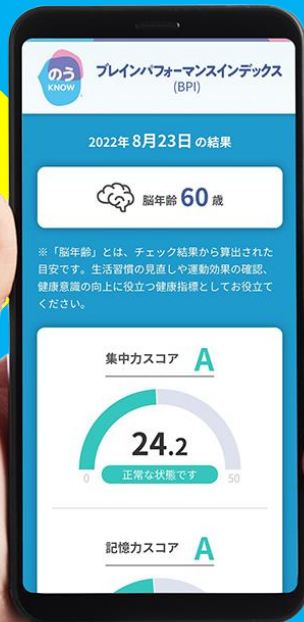 のう
KNOW
ブレインパフォーマンスインデックス
(BPI)
2022年 8月23日 の結果
脳年齢 60 歳
※「脳年齢」とは、チェック結果から算出された
目安です。生活習慣の見直しや運動効果の確認、
健康意識の向上に役立つ健康指標としてお役立て
ください。
集中力スコア A
24.2
0 正常な状態です 50
記憶力スコア A